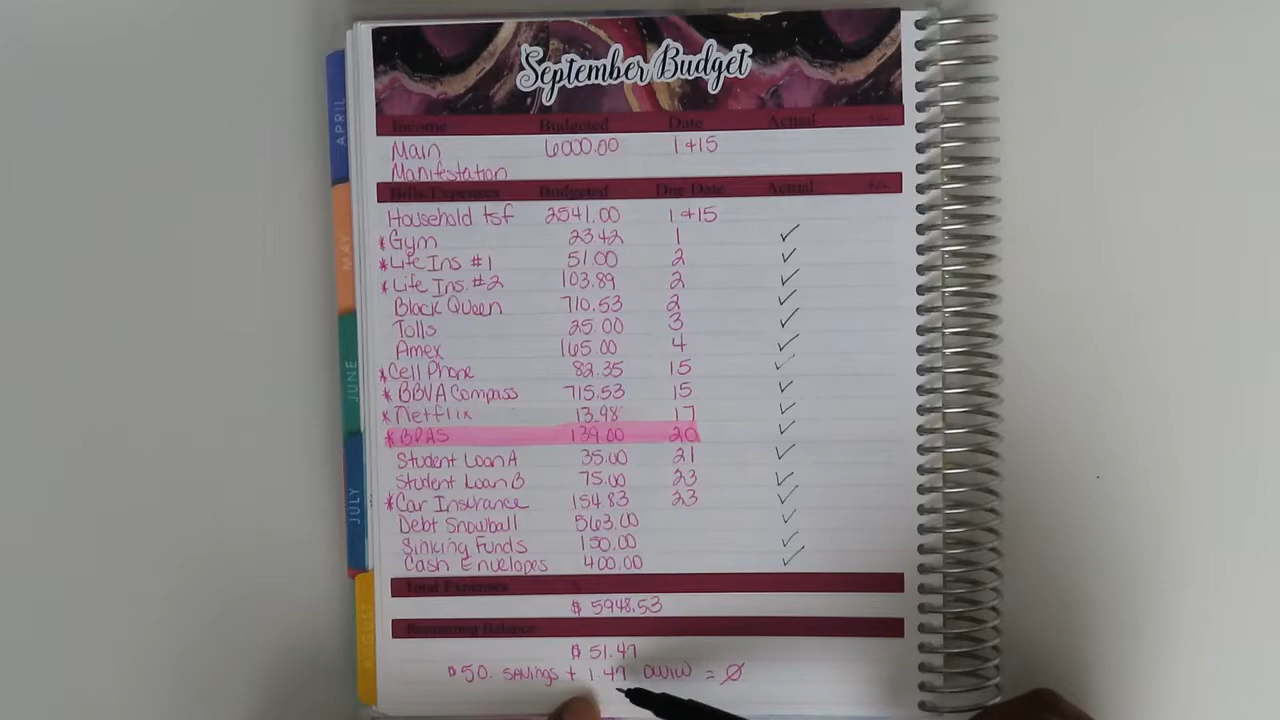 September Budget
Income Budgeted Date Actual +/-
Main 6000.00 1+15
Manifestation
Bills/Expenses Budgeted Due Date Actual +/-
Household tsf 2541.00 1+15
*Gym 23.42 1 ✓
*Life Ins #1 51.00 2 ✓
*Life Ins. #2 103.89 2 ✓
Black Queen 710.53 2 ✓
Tolls 25.00 3 ✓
Amex 165.00 4 ✓
*Cell Phone 82.35 15 ✓
*BBVA Compass 715.53 15 ✓
*Netflix 13.98 17 ✓
*BPAS 139.00 20 ✓
Student Loan A 35.00 21 ✓
Student Loan B 75.00 23 ✓
*Car Insurance 154.83 23 ✓
Debt Snowball 563.00 ✓
Sinking Funds 150.00 ✓
Cash Envelopes 400.00 ✓
Total Expenses
$5948.53
Remaining Balance
$51.47
$50. savings + 1.47 OWIW = Ø
APRIL
MAY
JUNE
JULY
AUGUST